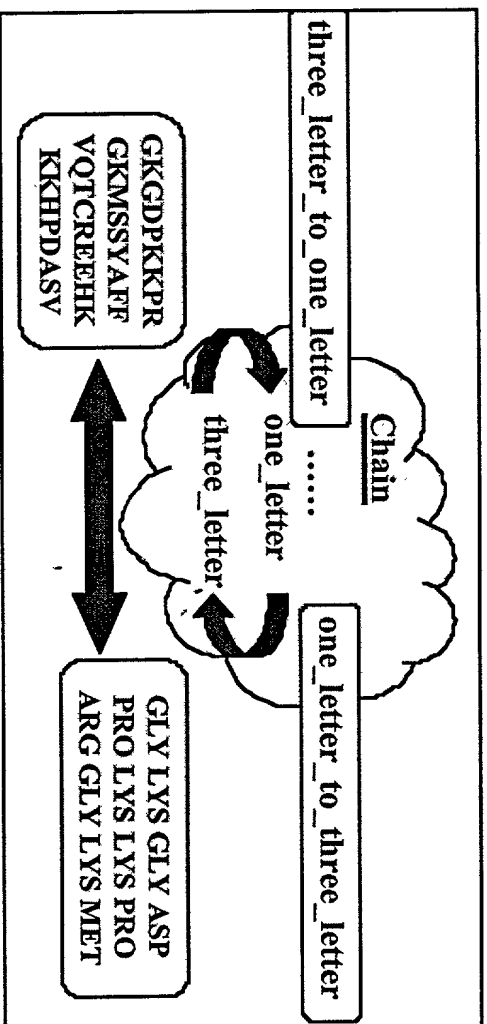 three_letter_to_one_letter
Chain
one_letter_to_three_letter
......
one_letter
three_letter
GKGDPKKPR
GKMSSYAFF
VQTCREEHK
KKHPDASV
GLY LYS GLY ASP
PRO LYS LYS PRO
ARG GLY LYS MET